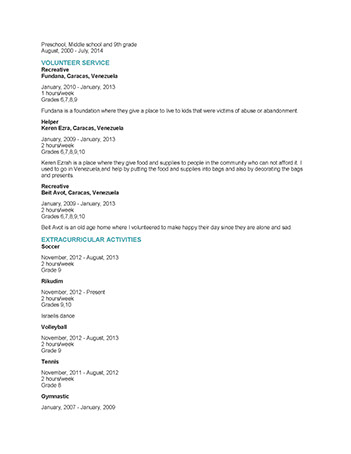 Preschool, Middle school and 9th grade
August, 2000 - July, 2014
VOLUNTEER SERVICE
Recreative
Fundana, Caracas, Venezuela
January, 2010 - January, 2013
1 hours/week
Grades 6,7,8,9
Fundana is a foundation where they give a place to live to kids that were victims of abuse or abandonment.
Helper
Keren Ezra, Caracas, Venezuela
January, 2009 - January, 2013
2 hours/week
Grades 6,7,8,9,10
Keren Ezrah is a place where they give food and supplies to people in the community who can not afford it. I
used to go in Venezuela,and help by putting the food and supplies into bags and also by decorating the bags
and presents.
Recreative
Beit Avot, Caracas, Venezuela
January, 2009 - January, 2013
2 hours/week
Grades 6,7,8,9,10
Beit Avot is an old age home where I volunteered to make happy their day since they are alone and sad
EXTRACURRICULAR ACTIVITIES
Soccer
November, 2012 - August, 2013
2 hours/week
Grade 9
Rikudim
November, 2012 - Present
2 hours/week
Grades 9,10
Israelis dance
Volleyball
November, 2012 - August, 2013
2 hours/week
Grade 9
Tennis
November, 2011 - August, 2012
2 hours/week
Grade 8
Gymnastic
January, 2007 - January, 2009